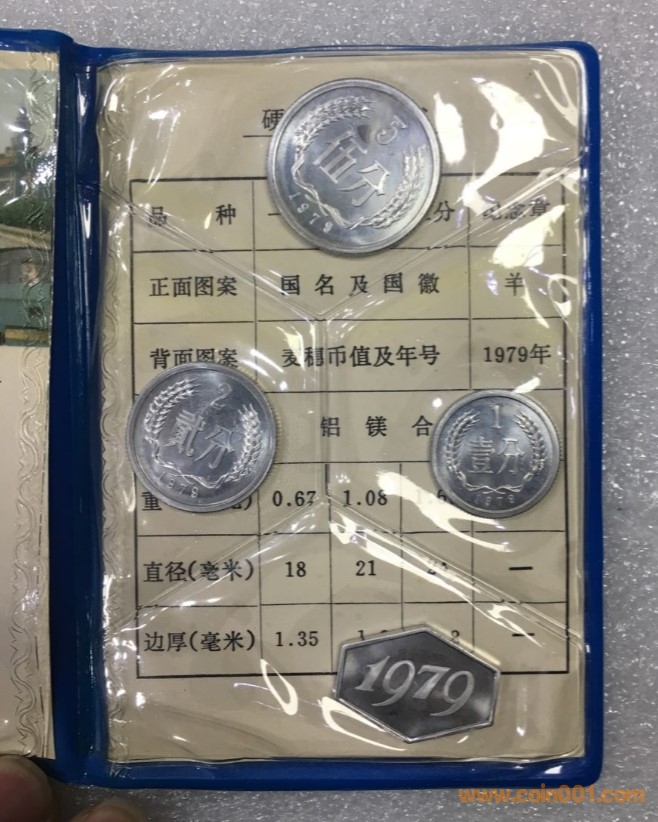 硬
5
伍分
1979
品 种 一 分 纪念章
正面图案 国名及国徽 羊
背面图案 麦穗币值及年号 1979年
2
贰分
1979
1
壹分
1979
铝 镁 合
重 0.67 1.08
直径(毫米) 18 21 —
边厚(毫米) 1.35 —
1979
www.coin001.com